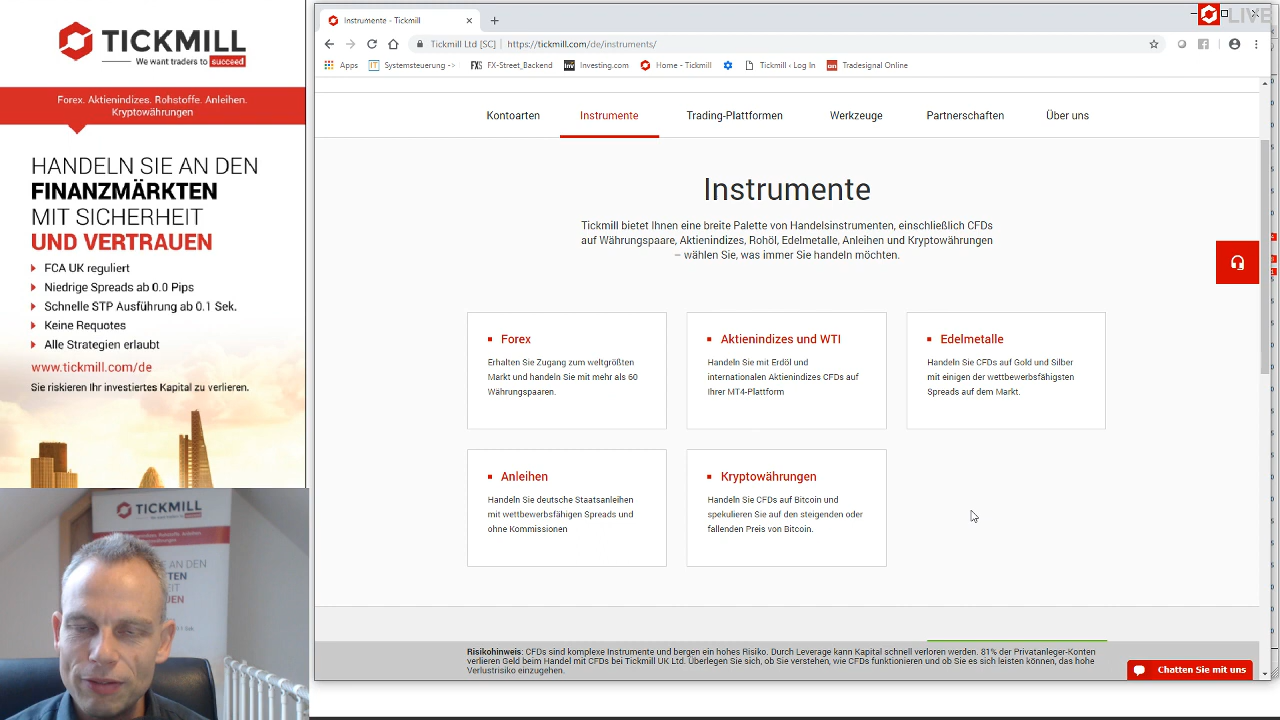 TICKMILL
We want traders to succeed
Forex. Aktienindizes. Rohstoffe. Anleihen.
Kryptowährungen
HANDELN SIE AN DEN
FINANZMÄRKTEN
MIT SICHERHEIT
UND VERTRAUEN
FCA UK reguliert
Niedrige Spreads ab 0.0 Pips
Schnelle STP Ausführung ab 0.1 Sek.
Keine Requotes
Alle Strategien erlaubt
www.tickmill.com/de
Sie riskieren Ihr investiertes Kapital zu verlieren.
TICKMILL
Instrumente - Tickmill
LIVE
Tickmill Ltd [SC] https://tickmill.com/de/instruments/
Apps Systemsteuerung -> FX-Street_Backend Investing.com Home - Tickmill Tickmill ‹ Log In Tradesignal Online
Kontoarten Instrumente Trading-Plattformen Werkzeuge Partnerschaften Über uns
Instrumente
Tickmill bietet Ihnen eine breite Palette von Handelsinstrumenten, einschließlich CFDs
auf Währungspaare, Aktienindizes, Rohöl, Edelmetalle, Anleihen und Kryptowährungen
– wählen Sie, was immer Sie handeln möchten.
Forex
Erhalten Sie Zugang zum weltgrößten
Markt und handeln Sie mit mehr als 60
Währungspaaren.
Aktienindizes und WTI
Handeln Sie mit Erdöl und
internationalen Aktienindizes CFDs auf
Ihrer MT4-Plattform
Edelmetalle
Handeln Sie CFDs auf Gold und Silber
mit einigen der wettbewerbsfähigsten
Spreads auf dem Markt.
Anleihen
Handeln Sie deutsche Staatsanleihen
mit wettbewerbsfähigen Spreads und
ohne Kommissionen
Kryptowährungen
Handeln Sie CFDs auf Bitcoin und
spekulieren Sie auf den steigenden oder
fallenden Preis von Bitcoin.
Risikohinweis: CFDs sind komplexe Instrumente und bergen ein hohes Risiko. Durch Leverage kann Kapital schnell verloren werden. 81% der Privatanleger-Konten
verlieren Geld beim Handel mit CFDs bei Tickmill UK Ltd. Überlegen Sie sich, ob Sie verstehen, wie CFDs funktionieren und ob Sie es sich leisten können, das hohe
Verlustrisiko einzugehen.
Chatten Sie mit uns